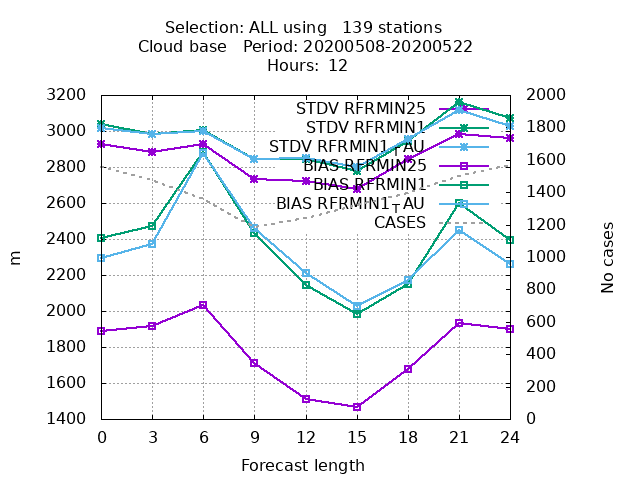 Selection: ALL using   139 stations
Cloud base   Period: 20200508-20200522
Hours:  12
3200
3000
2800
2600
2400
2200
2000
1800
1600
1400
m
STDV RFRMIN25
STDV RFRMIN1
STDV RFRMIN1TAU
BIAS RFRMIN25
BIAS RFRMIN1
BIAS RFRMIN1TAU
CASES
2000
1800
1600
1400
1200
1000
800
600
400
200
0
No cases
0 3 6 9 12 15 18 21 24
Forecast length